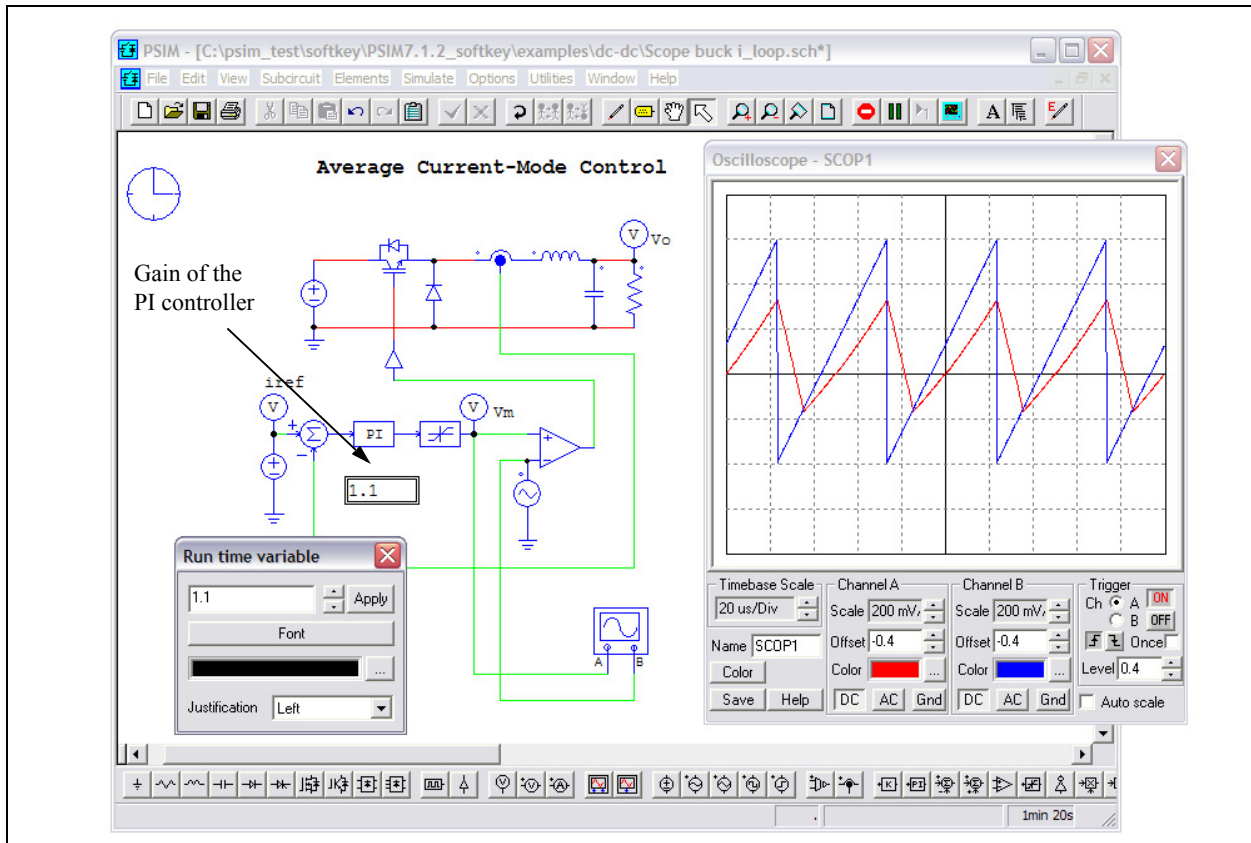 PSIM - [C:\psim_test\softkey\PSIM7.1.2_softkey\examples\dc-dc\Scope buck i_loop.sch*]
File Edit View Subcircuit Elements Simulate Options Utilities Window Help
Average Current-Mode Control
V Vo
Gain of the
PI controller
iref
V
V Vm
PI
1.1
A B
Run time variable
1.1 Apply
Font
...
Justification Left
Oscilloscope - SCOP1
Timebase Scale
20 us/Div
Name SCOP1
Color
Save Help
Channel A
Scale 200 mV/
Offset -0.4
Color ...
DC AC Gnd
Channel B
Scale 200 mV/
Offset -0.4
Color ...
DC AC Gnd
Trigger
Ch A ON
B OFF
Once
Level 0.4
Auto scale
1min 20s